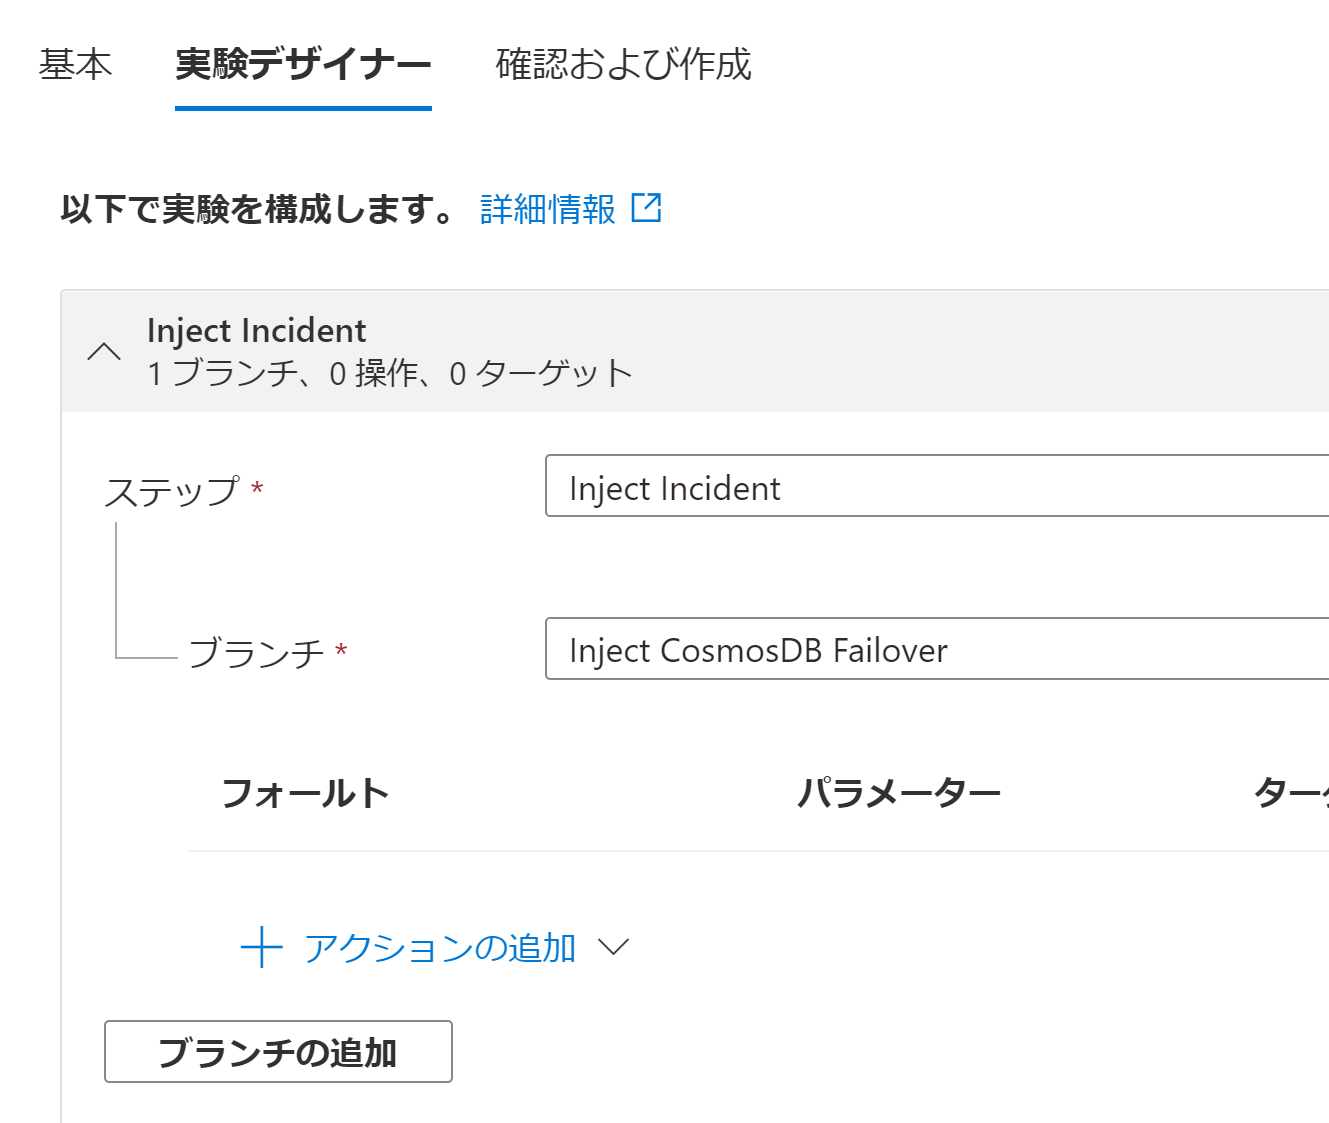 基本 実験デザイナー 確認および作成
以下で実験を構成します。 詳細情報
Inject Incident
1 ブランチ、0 操作、0 ターゲット
ステップ * Inject Incident
ブランチ * Inject CosmosDB Failover
フォールト パラメーター ター
アクションの追加
ブランチの追加